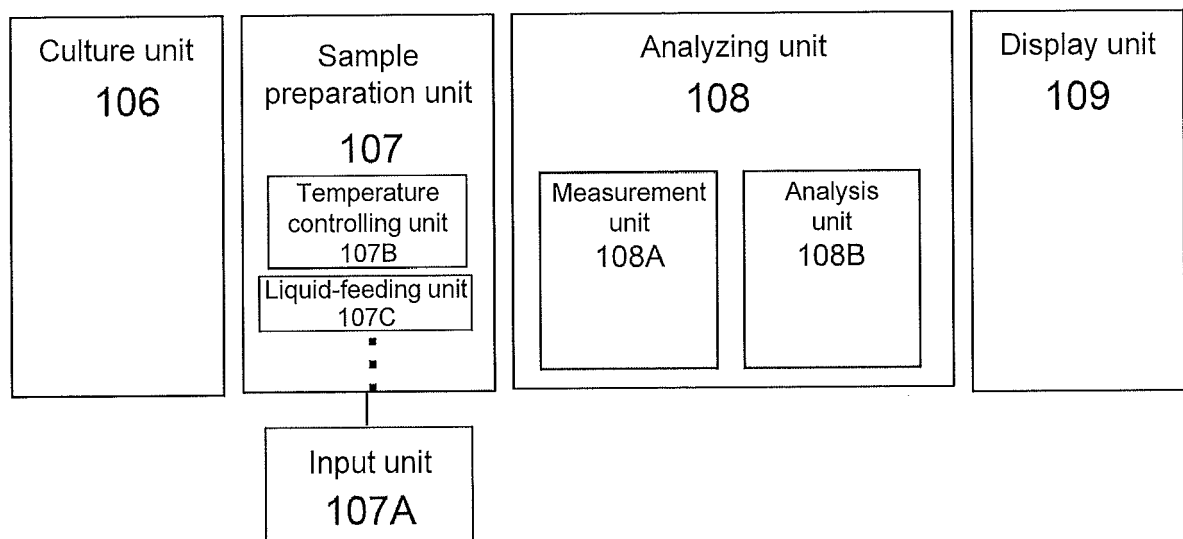 Culture unit
106
Sample
preparation unit
107
Temperature
controlling unit
107B
Liquid-feeding unit
107C
Input unit
107A
Analyzing unit
108
Measurement
unit
108A
Analysis
unit
108B
Display unit
109